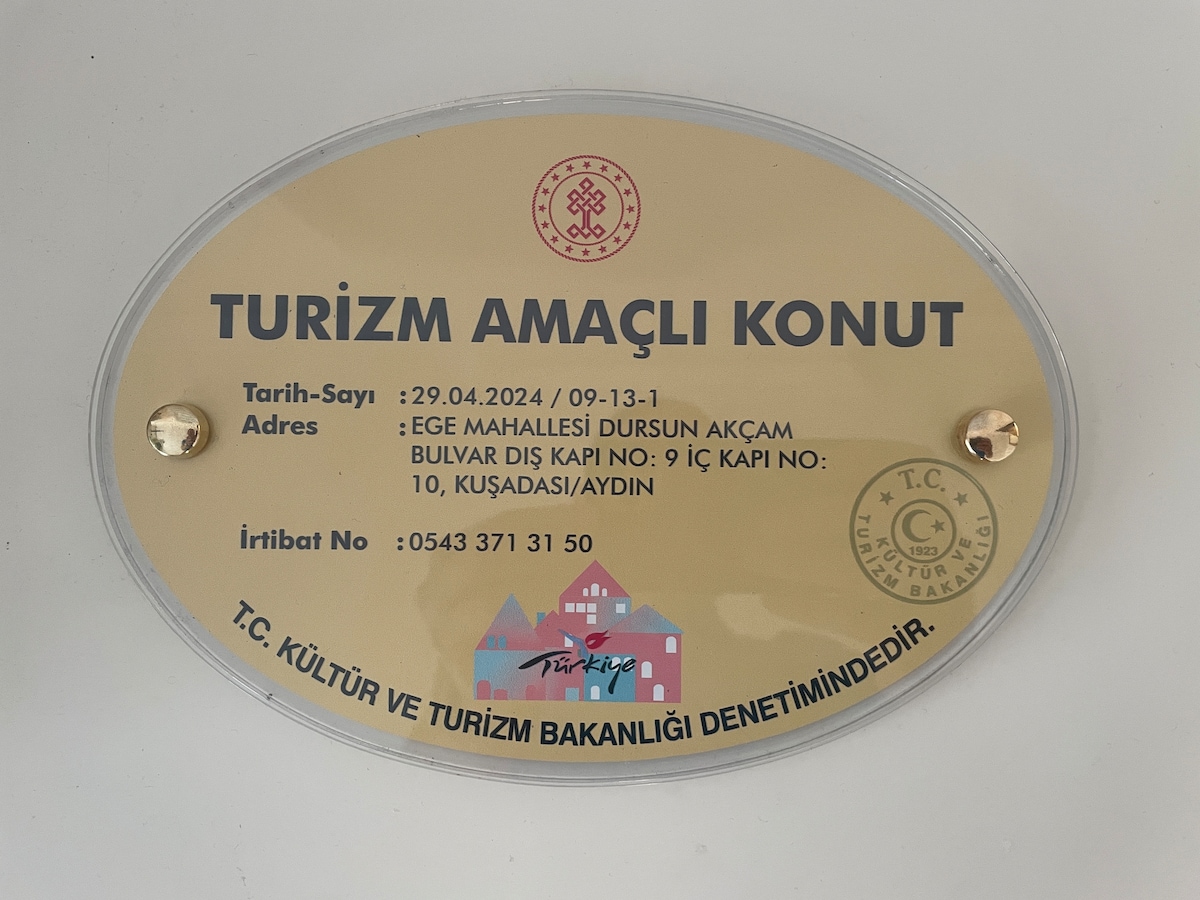 TURİZM AMAÇLI KONUT
Tarih-Sayı : 29.04.2024 / 09-13-1
Adres : EGE MAHALLESİ DURSUN AKÇAM
BULVAR DIŞ KAPI NO: 9 İÇ KAPI NO:
10, KUŞADASI/AYDIN
İrtibat No : 0543 371 31 50
T.C.
1923
KÜLTÜR VE
TURİZM BAKANLIĞI
Türkiye
T.C. KÜLTÜR VE TURİZM BAKANLIĞI DENETİMİNDEDİR.